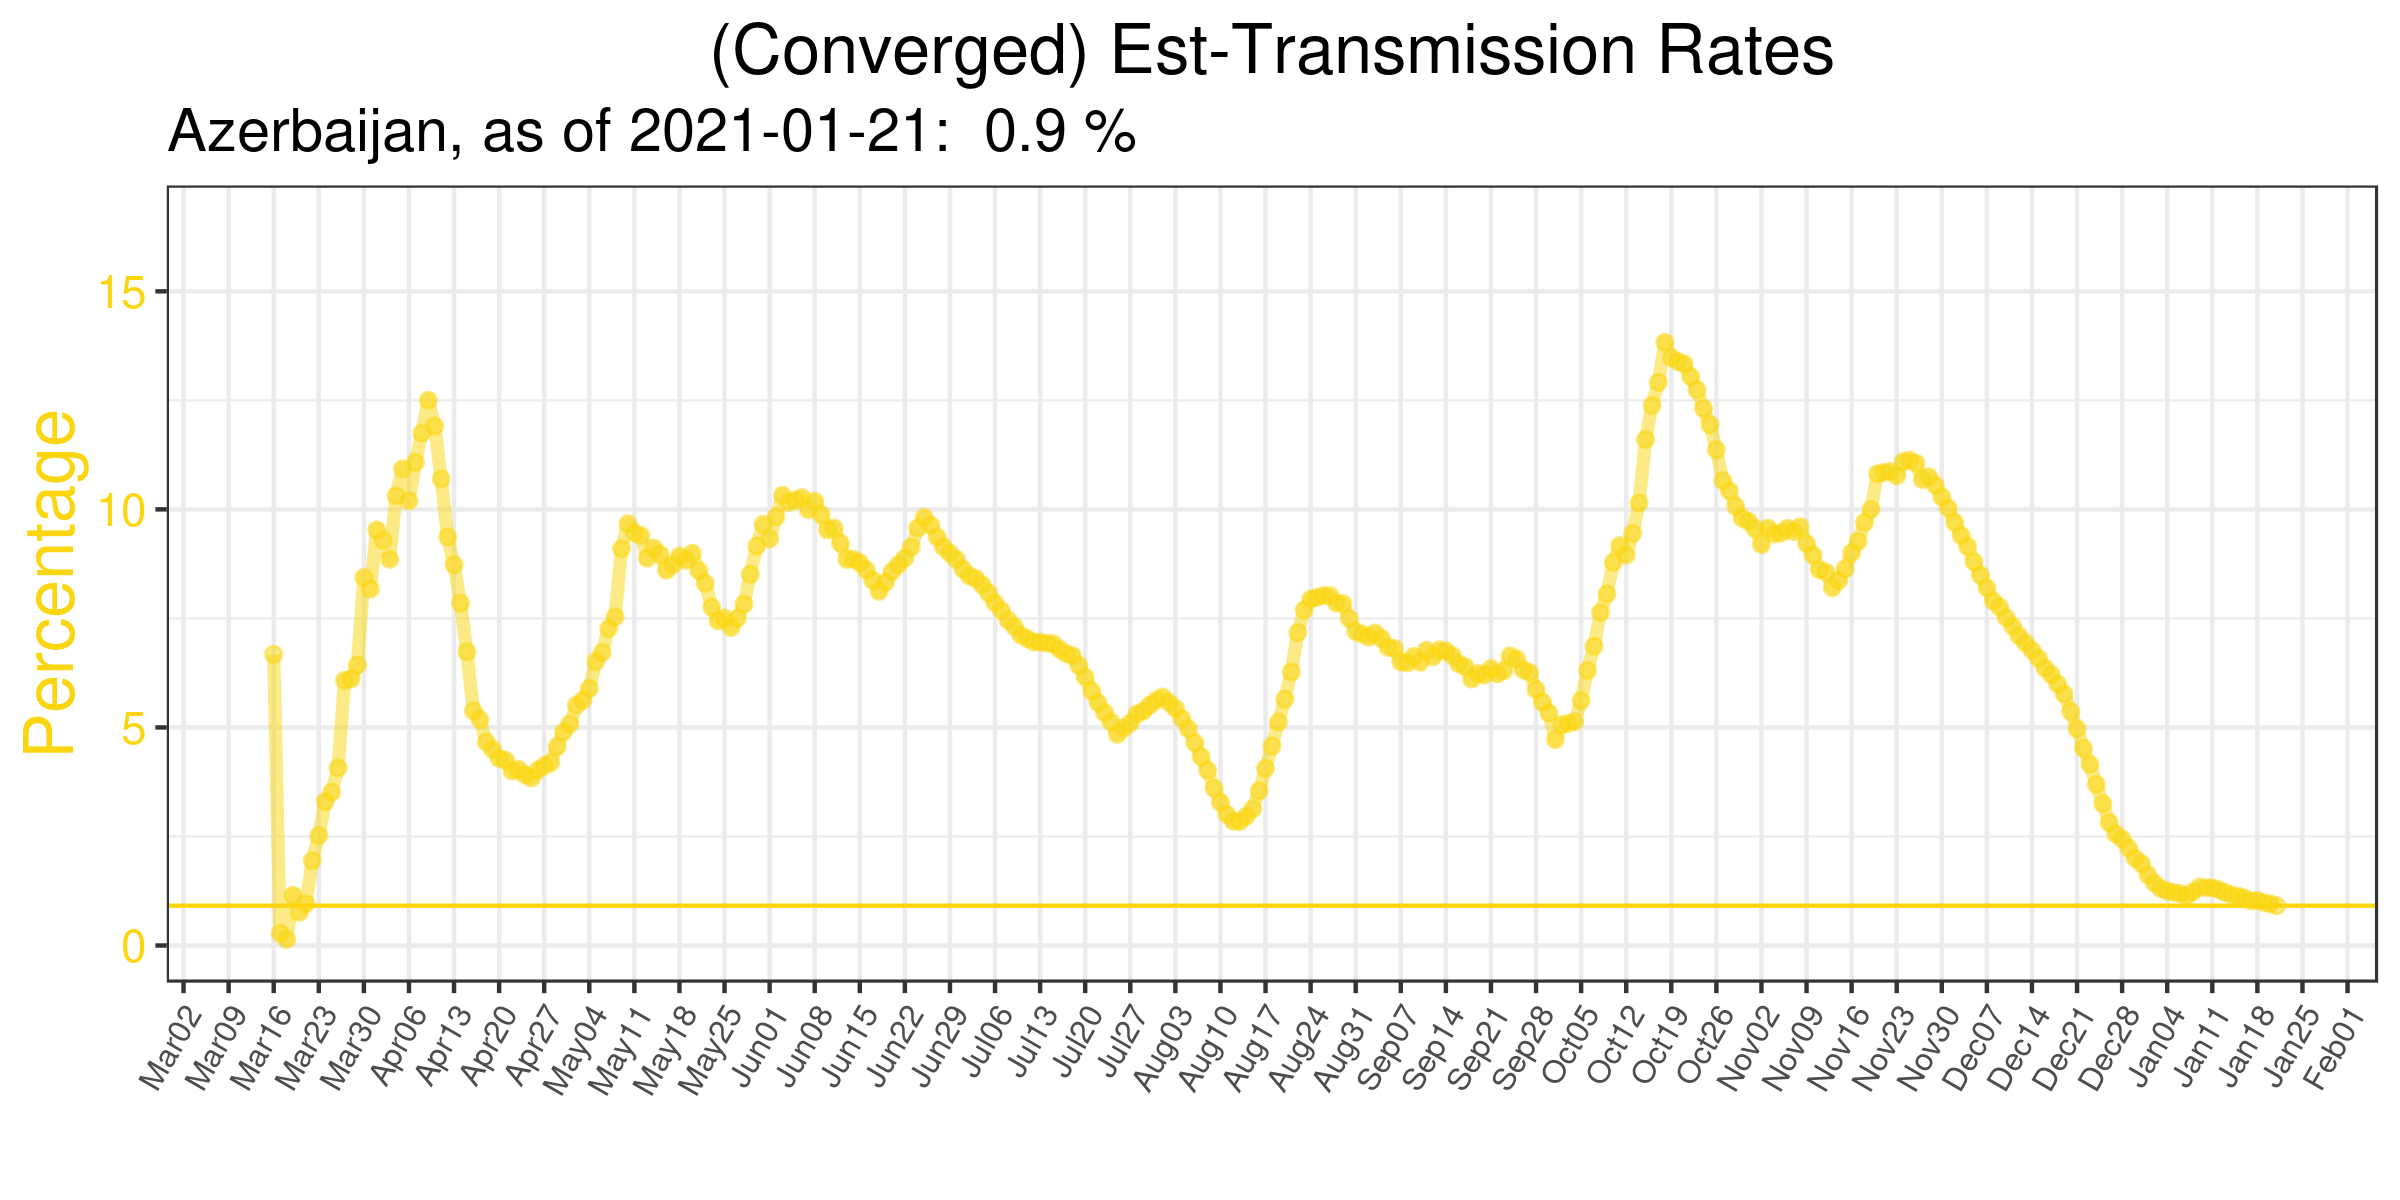 (Converged) Est-Transmission Rates
Azerbaijan, as of 2021-01-21:  0.9 %
Percentage
15
10
5
0
Mar02 Mar09 Mar16 Mar23 Mar30 Apr06 Apr13 Apr20 Apr27 May04 May11 May18 May25 Jun01 Jun08 Jun15 Jun22 Jun29 Jul06 Jul13 Jul20 Jul27 Aug03 Aug10 Aug17 Aug24 Aug31 Sep07 Sep14 Sep21 Sep28 Oct05 Oct12 Oct19 Oct26 Nov02 Nov09 Nov16 Nov23 Nov30 Dec07 Dec14 Dec21 Dec28 Jan04 Jan11 Jan18 Jan25 Feb01